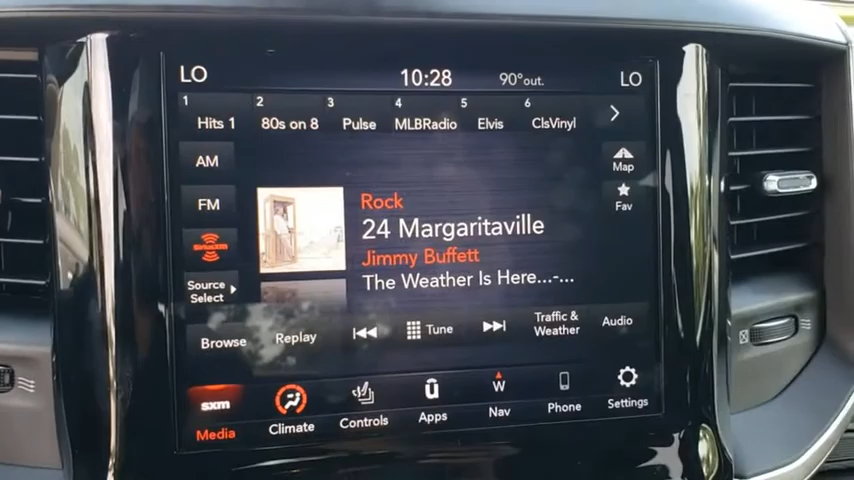 LO 10:28 90°out. LO
1 2 3 4 5 6
Hits 1 80s on 8 Pulse MLBRadio Elvis ClsVinyl
AM
Map
FM
Fav
SiriusXM
Rock
24 Margaritaville
Jimmy Buffett
The Weather Is Here...-...
Source
Select
Browse Replay Tune Traffic &
Weather Audio
sxm
Media Climate Controls Apps W Nav Phone Settings